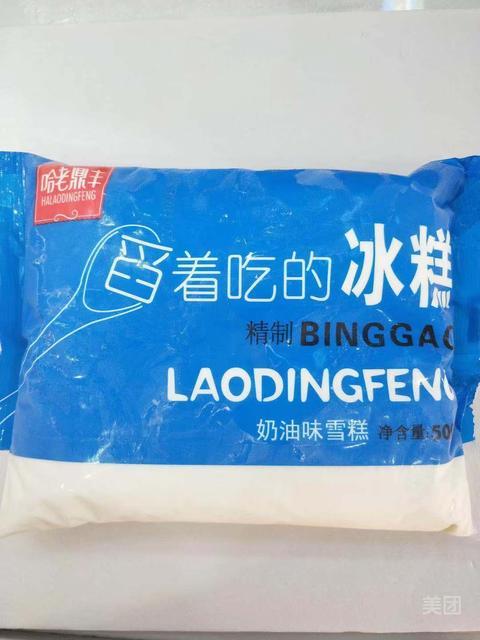 哈老鼎丰
HALAODINGFENG
舀着吃的冰糕
精制 BINGGAO
LAODINGFENG
奶油味雪糕 净含量:50
美团